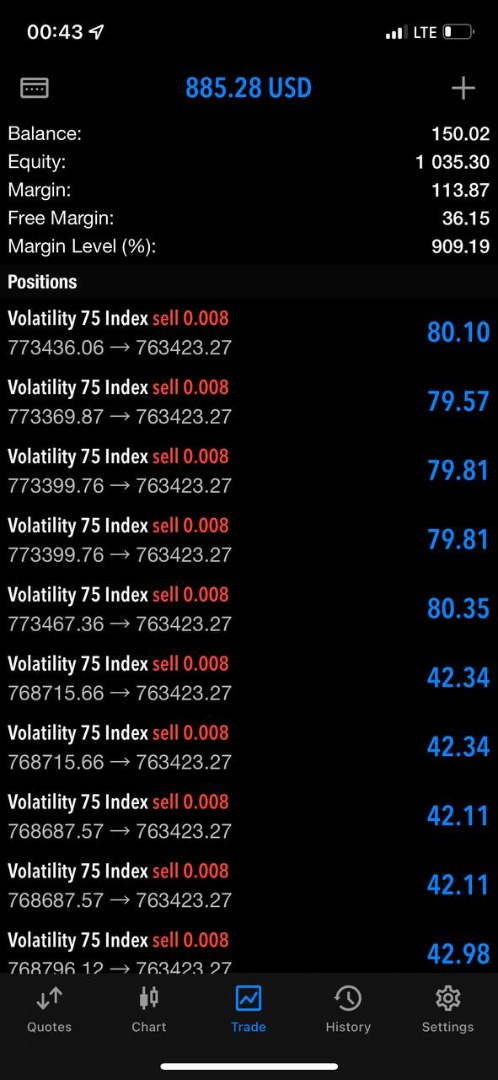 00:43 LTE
885.28 USD
Balance: 150.02
Equity: 1 035.30
Margin: 113.87
Free Margin: 36.15
Margin Level (%): 909.19
Positions
Volatility 75 Index sell 0.008
773436.06 → 763423.27 80.10
Volatility 75 Index sell 0.008
773369.87 → 763423.27 79.57
Volatility 75 Index sell 0.008
773399.76 → 763423.27 79.81
Volatility 75 Index sell 0.008
773399.76 → 763423.27 79.81
Volatility 75 Index sell 0.008
773467.36 → 763423.27 80.35
Volatility 75 Index sell 0.008
768715.66 → 763423.27 42.34
Volatility 75 Index sell 0.008
768715.66 → 763423.27 42.34
Volatility 75 Index sell 0.008
768687.57 → 763423.27 42.11
Volatility 75 Index sell 0.008
768687.57 → 763423.27 42.11
Volatility 75 Index sell 0.008
768796.12 → 763423.27 42.98
Quotes Chart Trade History Settings